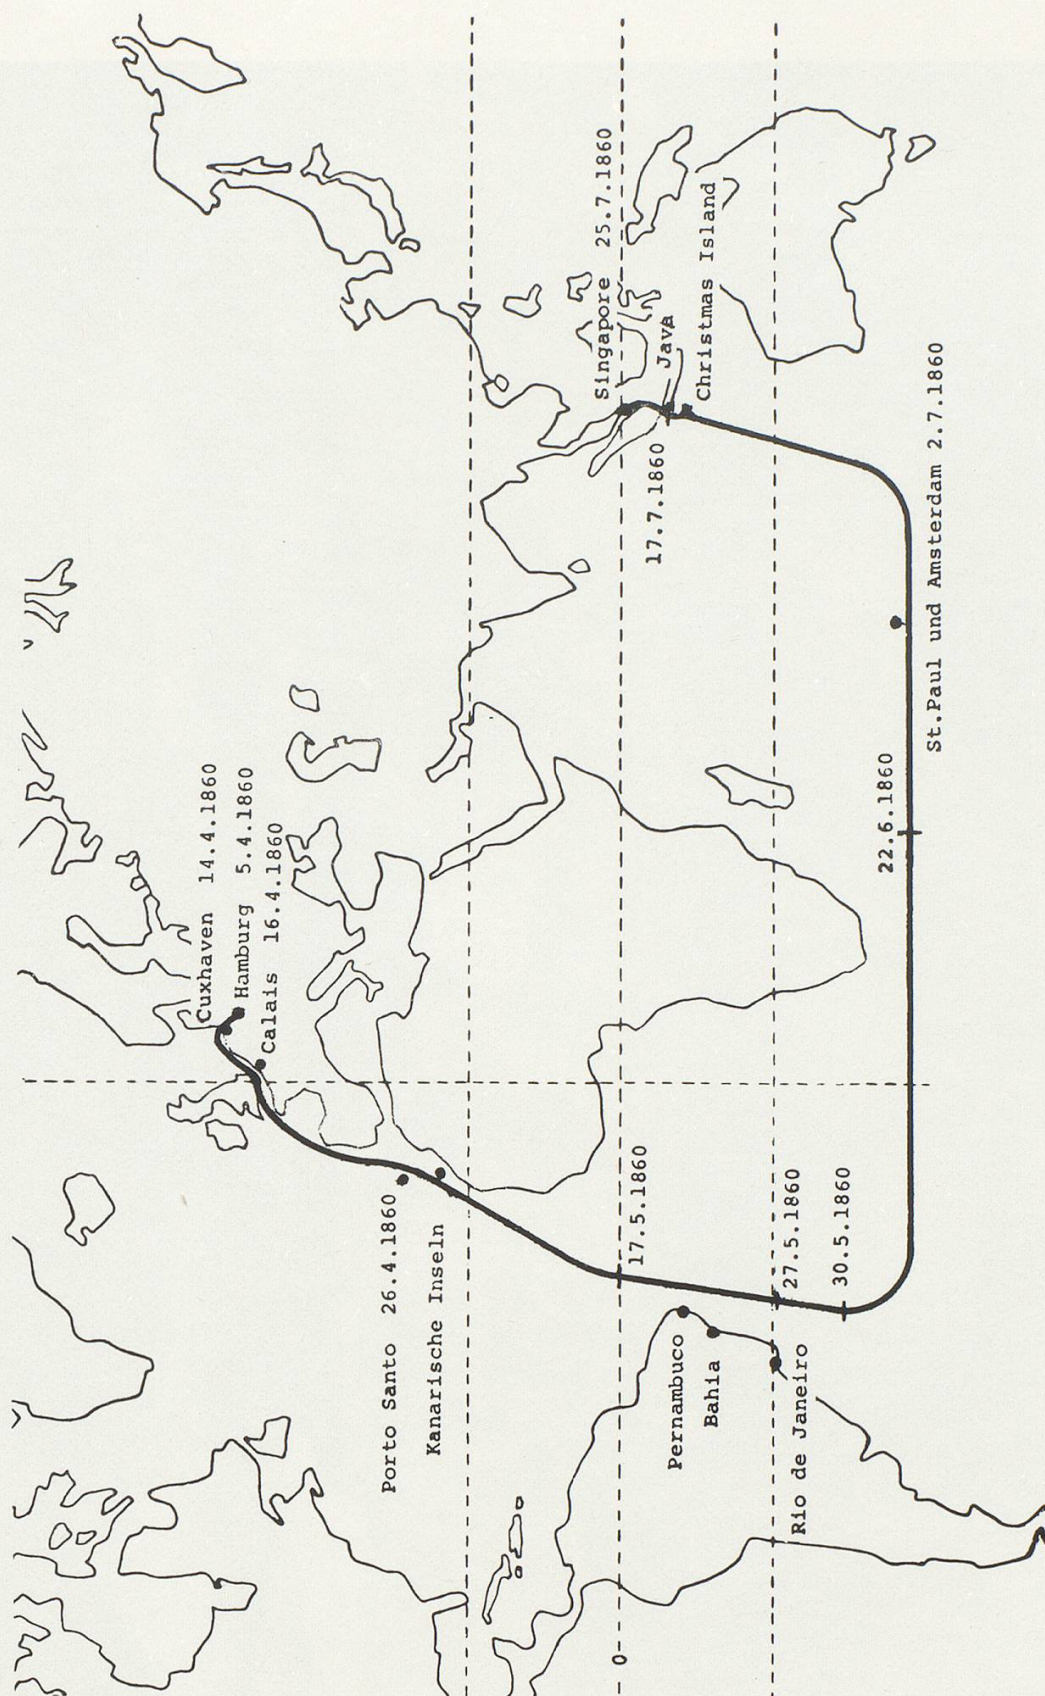 Cuxhaven 14.4.1860
Hamburg 5.4.1860
Calais 16.4.1860
Porto Santo 26.4.1860
Kanarische Inseln
0
17.5.1860
Pernambuco
Bahia
Rio de Janeiro
27.5.1860
30.5.1860
22.6.1860
St.Paul und Amsterdam 2.7.1860
17.7.1860
Singapore 25.7.1860
Java
Christmas Island